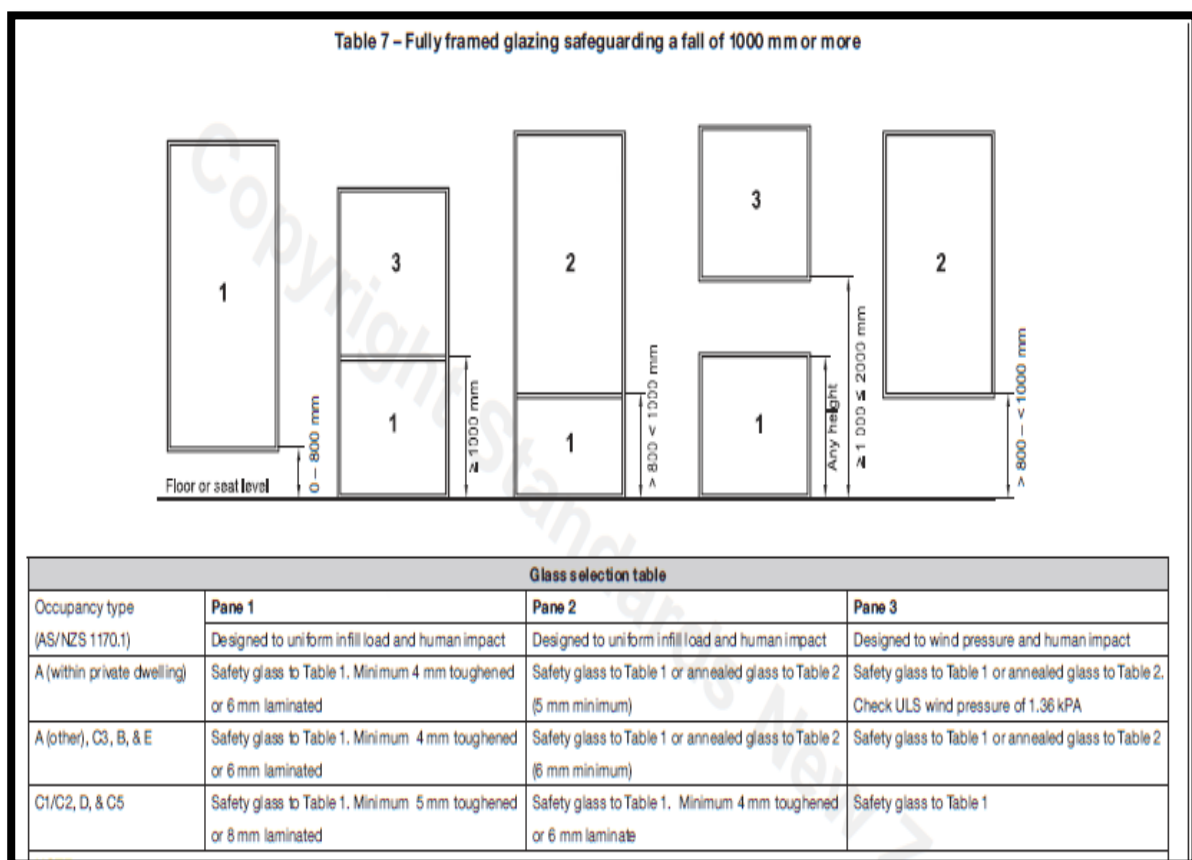 Table 7 – Fully framed glazing safeguarding a fall of 1000 mm or more
Copyright Standards New Z
1
3
1
2
1
3
1
2
0 – 800 mm
≥ 1000 mm
> 800 < 1000 mm
Any height
≥ 1 000 ≤ 2000 mm
> 800 – < 1000 mm
Floor or seat level
Glass selection table
Occupancy type
(AS/NZS 1170.1)
Pane 1
Designed to uniform infill load and human impact
Pane 2
Designed to uniform infill load and human impact
Pane 3
Designed to wind pressure and human impact
A (within private dwelling)
Safety glass to Table 1. Minimum 4 mm toughened
or 6 mm laminated
Safety glass to Table 1 or annealed glass to Table 2
(5 mm minimum)
Safety glass to Table 1 or annealed glass to Table 2.
Check ULS wind pressure of 1.36 kPA
A (other), C3, B, & E
Safety glass to Table 1. Minimum 4 mm toughened
or 6 mm laminated
Safety glass to Table 1 or annealed glass to Table 2
(6 mm minimum)
Safety glass to Table 1 or annealed glass to Table 2
C1/C2, D, & C5
Safety glass to Table 1. Minimum 5 mm toughened
or 8 mm laminated
Safety glass to Table 1. Minimum 4 mm toughened
or 6 mm laminate
Safety glass to Table 1